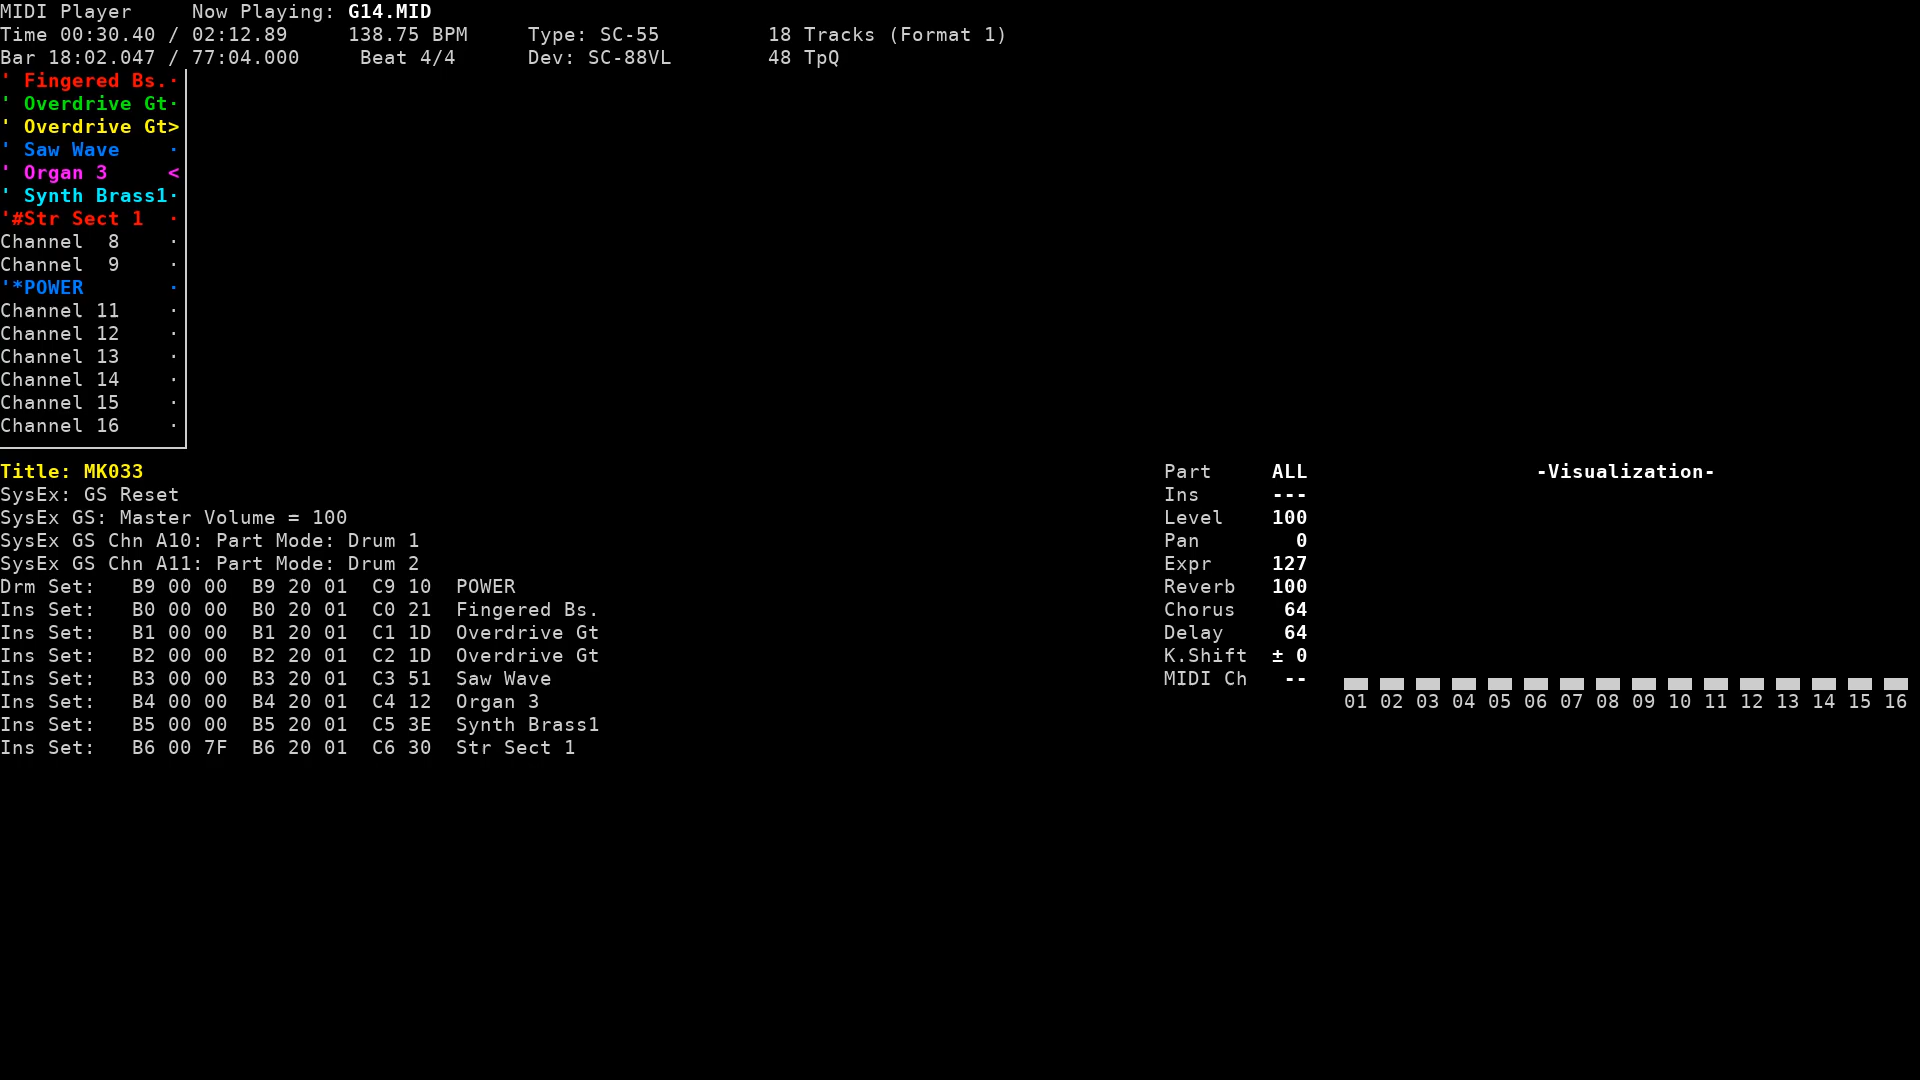 MIDI Player     Now Playing: G14.MID
Time 00:30.40 / 02:12.89     138.75 BPM     Type: SC-55         18 Tracks (Format 1)
Bar 18:02.047 / 77:04.000     Beat 4/4      Dev: SC-88VL        48 TpQ
' Fingered Bs.·
' Overdrive Gt·
' Overdrive Gt>
' Saw Wave    ·
' Organ 3     <
' Synth Brass1·
'#Str Sect 1  ·
Channel  8    ·
Channel  9    ·
'*POWER       ·
Channel 11    ·
Channel 12    ·
Channel 13    ·
Channel 14    ·
Channel 15    ·
Channel 16    ·
Title: MK033
SysEx: GS Reset
SysEx GS: Master Volume = 100
SysEx GS Chn A10: Part Mode: Drum 1
SysEx GS Chn A11: Part Mode: Drum 2
Drm Set:   B9 00 00  B9 20 01  C9 10  POWER
Ins Set:   B0 00 00  B0 20 01  C0 21  Fingered Bs.
Ins Set:   B1 00 00  B1 20 01  C1 1D  Overdrive Gt
Ins Set:   B2 00 00  B2 20 01  C2 1D  Overdrive Gt
Ins Set:   B3 00 00  B3 20 01  C3 51  Saw Wave
Ins Set:   B4 00 00  B4 20 01  C4 12  Organ 3
Ins Set:   B5 00 00  B5 20 01  C5 3E  Synth Brass1
Ins Set:   B6 00 7F  B6 20 01  C6 30  Str Sect 1
Part     ALL
Ins      ---
Level    100
Pan        0
Expr     127
Reverb   100
Chorus    64
Delay     64
K.Shift  ± 0
MIDI Ch   --
-Visualization-
01 02 03 04 05 06 07 08 09 10 11 12 13 14 15 16